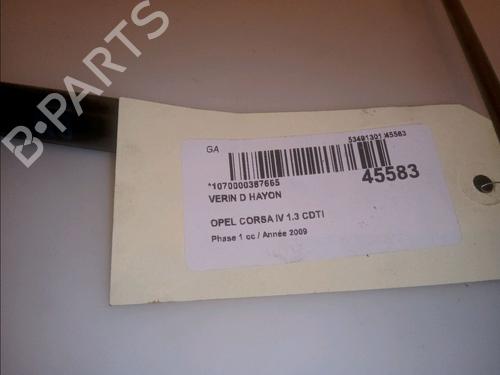 B·PARTS
GA
53491301 45583
*1070000387665
45583
VERIN D HAYON
OPEL CORSA IV 1.3 CDTI
Phase 1 cc / Année 2009